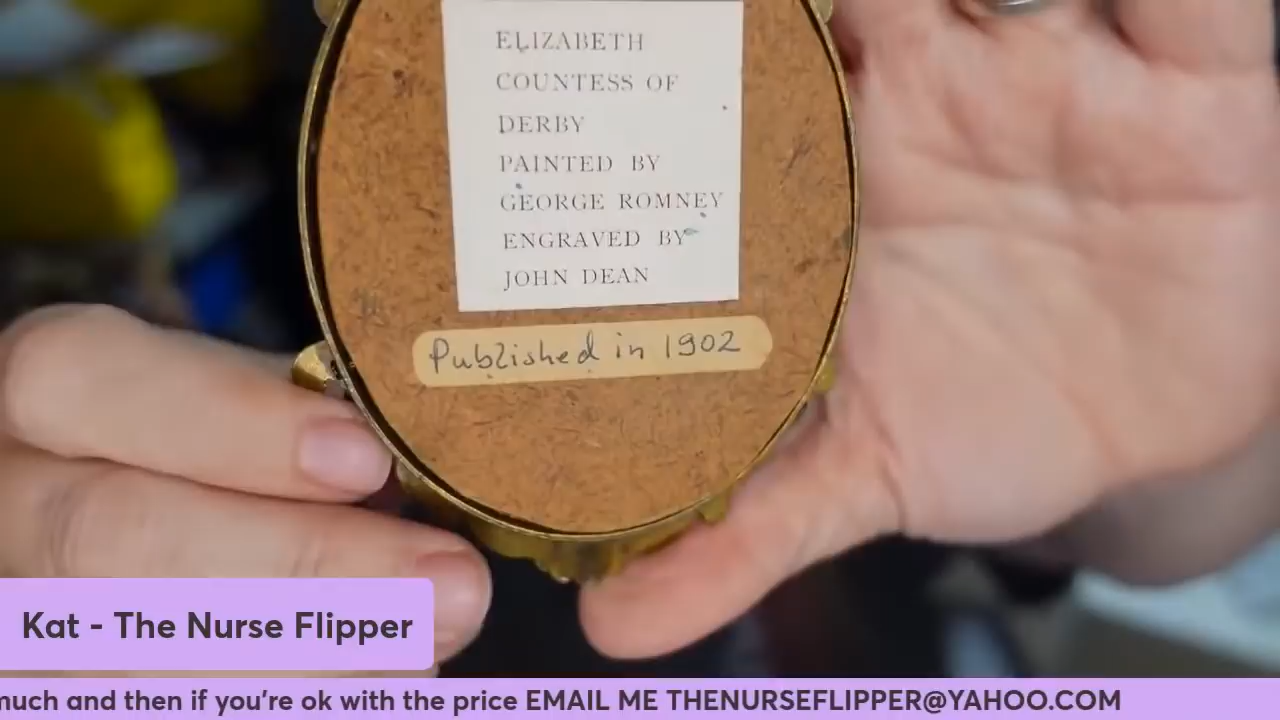 ELIZABETH
COUNTESS OF
DERBY
PAINTED BY
GEORGE ROMNEY
ENGRAVED BY
JOHN DEAN
Published in 1902
Kat - The Nurse Flipper
much and then if you're ok with the price EMAIL ME THENURSEFLIPPER@YAHOO.COM